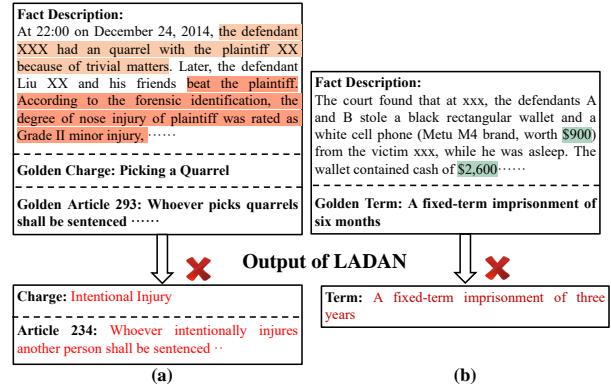 Fact Description:
At 22:00 on December 24, 2014, the defendant
XXX had an quarrel with the plaintiff XX
because of trivial matters. Later, the defendant
Liu XX and his friends beat the plaintiff.
According to the forensic identification, the
degree of nose injury of plaintiff was rated as
Grade II minor injury, ······
Golden Charge: Picking a Quarrel
Golden Article 293: Whoever picks quarrels
shall be sentenced ······
Fact Description:
The court found that at xxx, the defendants A
and B stole a black rectangular wallet and a
white cell phone (Metu M4 brand, worth $900)
from the victim xxx, while he was asleep. The
wallet contained cash of $2,600······
Golden Term: A fixed-term imprisonment of
six months
Output of LADAN
Charge: Intentional Injury
Article 234: Whoever intentionally injures
another person shall be sentenced ··
Term: A fixed-term imprisonment of three
years
(a)
(b)